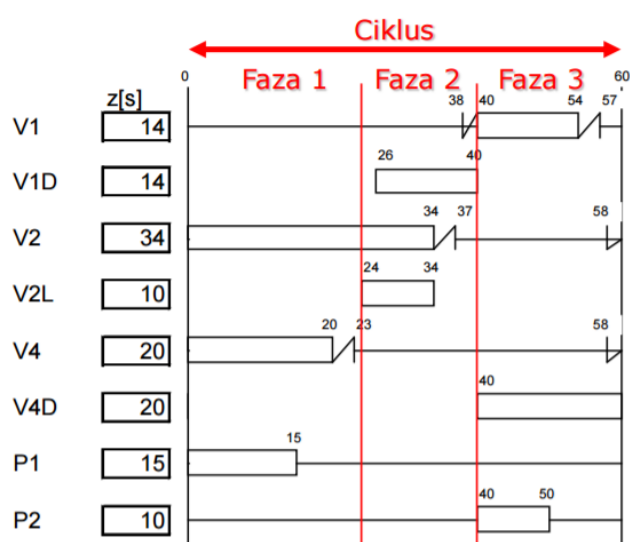 Ciklus
0 Faza 1 Faza 2 Faza 3 60
z[s]
V1 14 38 40 54 57
V1D 14 26 40
V2 34 34 37 58
V2L 10 24 34
V4 20 20 23 58
V4D 20 40
P1 15 15
P2 10 40 50